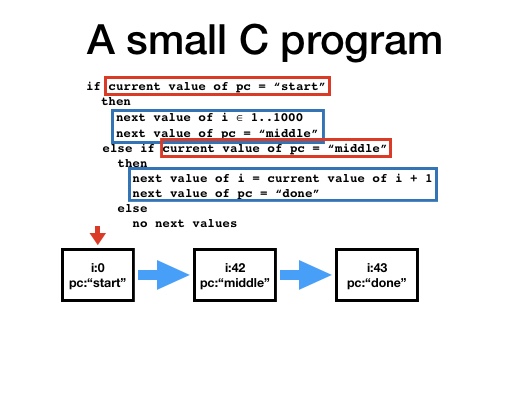 A small C program
if current value of pc = “start”
then
next value of i ∈ 1..1000
next value of pc = “middle”
else if current value of pc = “middle”
then
next value of i = current value of i + 1
next value of pc = “done”
else
no next values
i:0
pc:“start”
i:42
pc:“middle”
i:43
pc:“done”